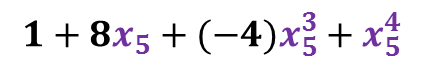 1 + 8x₅ + (−4)x₅³ + x₅⁴